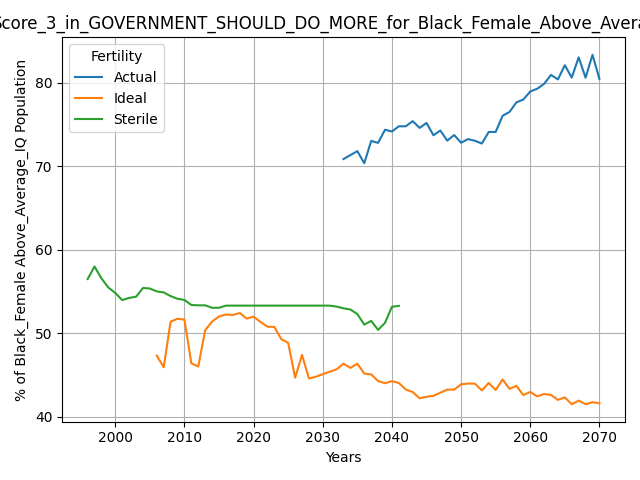 Score_3_in_GOVERNMENT_SHOULD_DO_MORE_for_Black_Female_Above_Avera
Fertility
Actual
Ideal
Sterile
% of Black_Female Above_Average_IQ Population
80
70
60
50
40
2000
2010
2020
2030
2040
2050
2060
2070
Years